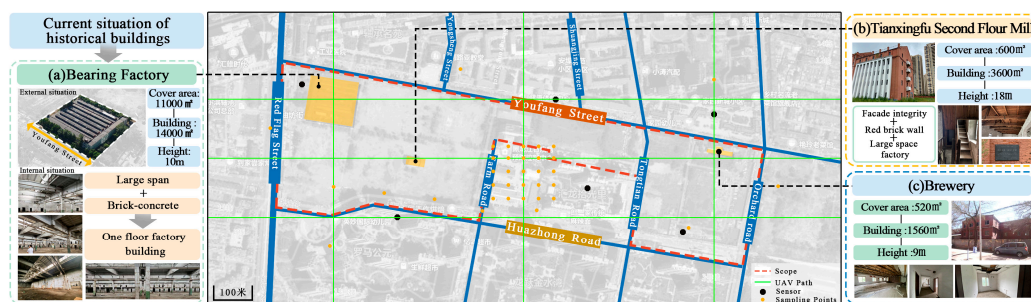 Current situation of
historical buildings
(a)Bearing Factory
External situation
Youfang Street
Cover area:
11000㎡
Building :
14000㎡
Height:
10m
Internal situation
Large span
+
Brick-concrete
One floor factory
building
Red Flag Street
Yongsheng Street
Shuangjing Street
Youfang Street
Farm Road
Tongtian Road
Orchard road
Huazhong Road
100米
Scope
UAV Path
Sensor
Sampling Points
(b)Tianxingfu Second Flour Mill
Cover area :600㎡
Building :3600㎡
Height :18m
Facade integrity
+
Red brick wall
+
Large space
factory
(c)Brewery
Cover area :520㎡
Building :1560㎡
Height :9m